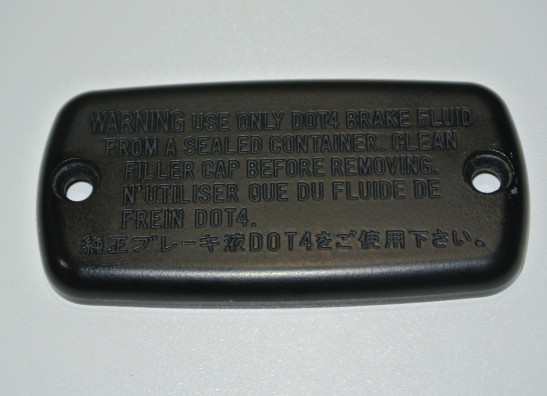 WARNING USE ONLY DOT4 BRAKE FLUID
FROM A SEALED CONTAINER. CLEAN
FILLER CAP BEFORE REMOVING.
N'UTILISER QUE DU FLUIDE DE
FREIN DOT4.
純正ブレーキ液DOT4をご使用下さい。